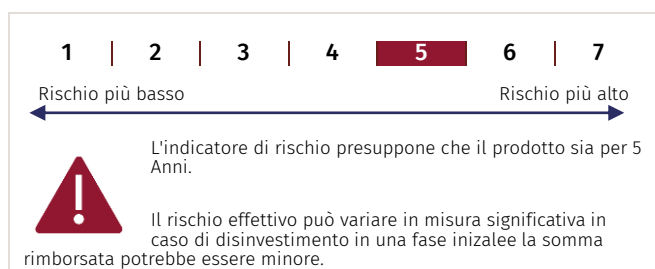 1 | 2 | 3 | 4 | 5 | 6 | 7
Rischio più basso Rischio più alto
L'indicatore di rischio presuppone che il prodotto sia per 5
Anni.
Il rischio effettivo può variare in misura significativa in
caso di disinvestimento in una fase inizalee la somma
rimborsata potrebbe essere minore.